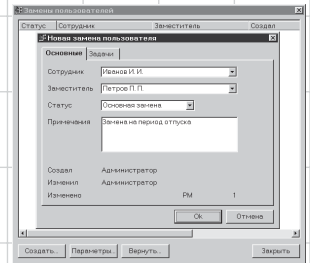 Замены пользователей
Статус Сотрудник Заместитель Создал
Новая замена пользователя
Основные Задачи
Сотрудник Иванов И. И.
Заместитель Петров П. П.
Статус Основная замена
Примечания Замена на период отпуска
Создал Администратор
Изменил Администратор
Изменено PM 1
Ok Отмена
Создать... Параметры... Вернуть... Закрыть